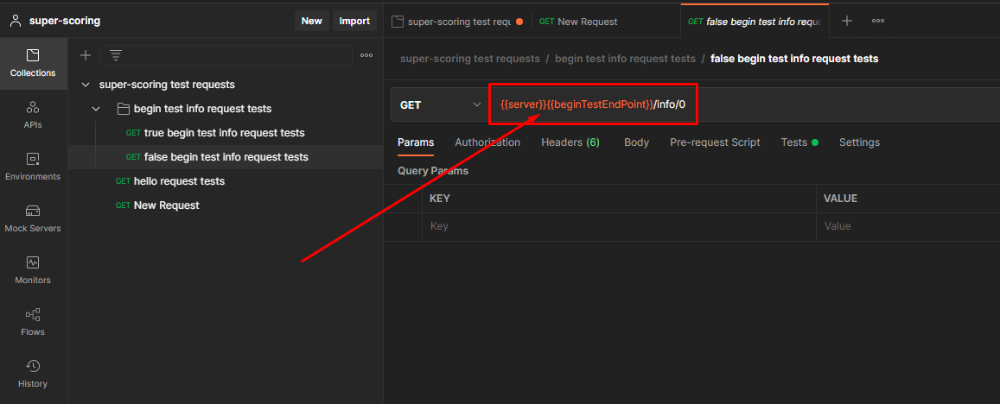 super-scoring
New
Import
super-scoring test requ
GET New Request
GET false begin test info reque
Collections
APIs
Environments
Mock Servers
Monitors
Flows
History
super-scoring test requests
begin test info request tests
GET true begin test info request tests
GET false begin test info request tests
GET hello request tests
GET New Request
super-scoring test requests / begin test info request tests / false begin test info request tests
GET
{{server}}{{beginTestEndPoint}}/info/0
Params Authorization Headers (6) Body Pre-request Script Tests Settings
Query Params
KEY VALUE
Key Value